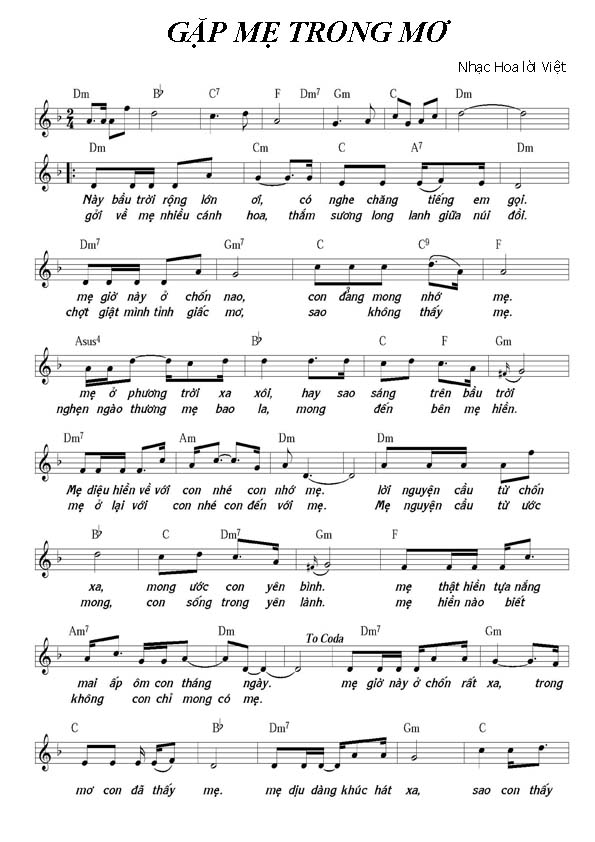 GẶP MẸ TRONG MƠ
Nhạc Hoa lời Việt
Dm B♭ C7 F Dm7 Gm C Dm
2
4
Dm Cm C A7 Dm
Này bầu trời rộng lớn ơi, có nghe chăng tiếng em gọi.
gởi về mẹ nhiều cánh hoa, thắm sương long lanh giữa núi đồi.
Dm7 Gm7 C C9 F
3
mẹ giờ này ở chốn nao, con đang mong nhớ mẹ.
chợt giật mình tỉnh giấc mơ, sao không thấy mẹ.
Asus4 B♭ C F Gm
mẹ ở phương trời xa xôi, hay sao sáng trên bầu trời
nghẹn ngào thương mẹ bao la, mong đến bên mẹ hiền.
Dm7 Am Dm Dm
Mẹ diệu hiền về với con nhé con nhớ mẹ. lời nguyện cầu từ chốn
mẹ ở lại với con nhé con đến với mẹ. Mẹ nguyện cầu từ ước
B♭ C Dm7 Gm F
xa, mong ước con yên bình. mẹ thật hiền tựa nắng
mong, con sống trong yên lành. mẹ hiền nào biết
Am7 Dm To Coda Dm7 Gm
mai ấp ôm con tháng ngày. mẹ giờ này ở chốn rất xa, trong
không con chỉ mong có mẹ.
C B♭ Dm7 Gm C
mơ con đã thấy mẹ. mẹ dịu dàng khúc hát xa, sao con thấy